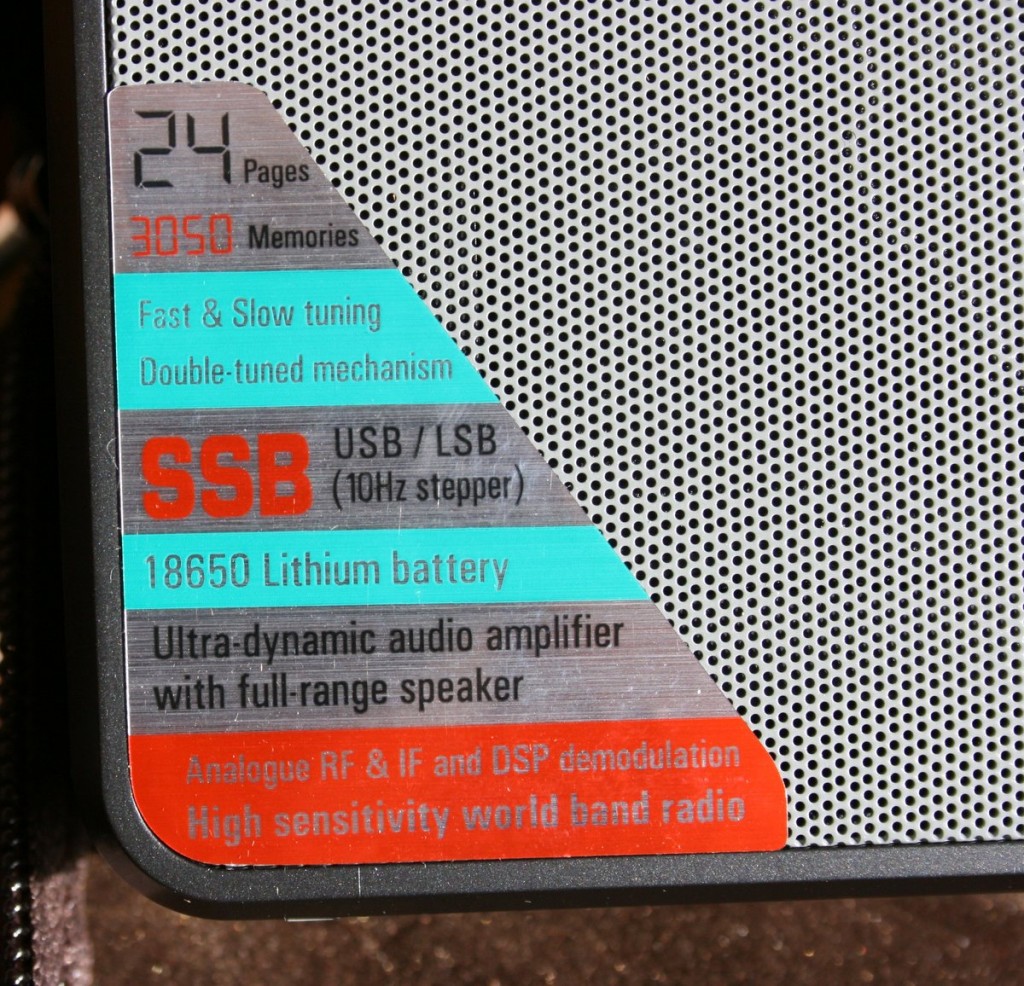 24 Pages
3050 Memories
Fast & Slow tuning
Double-tuned mechanism
SSB USB / LSB
(10Hz stepper)
18650 Lithium battery
Ultra-dynamic audio amplifier
with full-range speaker
Analogue RF & IF and DSP demodulation
High sensitivity world band radio